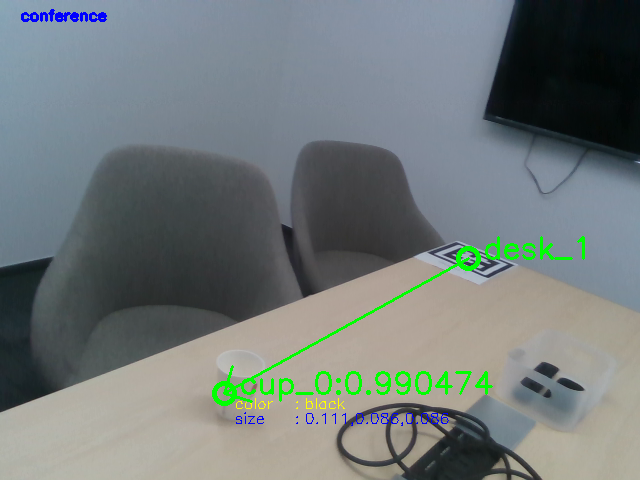 conference
desk_1
cup_0:0.990474
color : black
size : 0.111,0.086,0.086